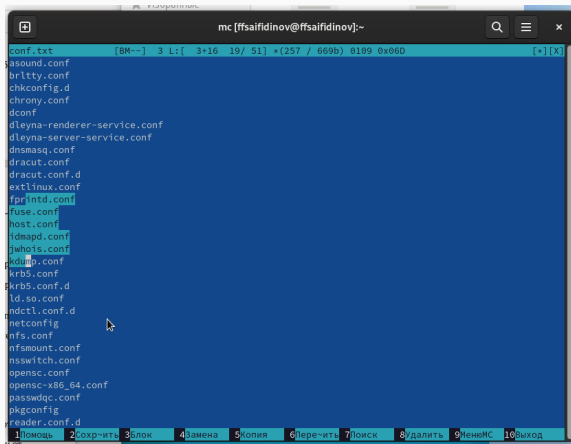 mc [ffsaifidinov@ffsaifidinov]:~
conf.txt [BM--] 3 L:[ 3+16 19/ 51] *(257 / 669b) 0109 0x06D [*][X]
asound.conf
brltty.conf
chkconfig.d
chrony.conf
dconf
dleyna-renderer-service.conf
dleyna-server-service.conf
dnsmasq.conf
dracut.conf
dracut.conf.d
extlinux.conf
fprintd.conf
fuse.conf
host.conf
idmapd.conf
jwhois.conf
kdump.conf
krb5.conf
krb5.conf.d
ld.so.conf
ndctl.conf.d
netconfig
nfs.conf
nfsmount.conf
nsswitch.conf
opensc.conf
opensc-x86_64.conf
passwdqc.conf
pkgconfig
reader.conf.d
1Помощь 2Сохр~ить 3Блок 4Замена 5Копия 6Пере~ить 7Поиск 8Удалить 9МенюMC 10Выход